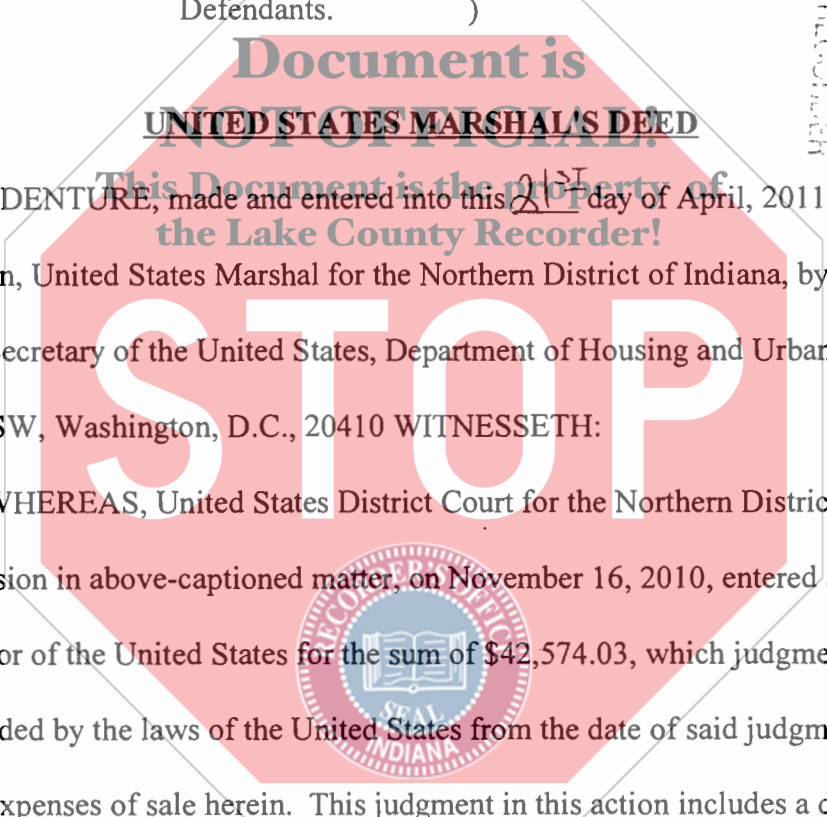 Defendants. )
Document is
NOT OFFICIAL!
UNITED STATES MARSHAL'S DEED
This Document is the property of
DENTURE, made and entered into this 21ST day of April, 2011
the Lake County Recorder!
n, United States Marshal for the Northern District of Indiana, by
ecretary of the United States, Department of Housing and Urban
STOP
SW, Washington, D.C., 20410 WITNESSETH:
WHEREAS, United States District Court for the Northern Distric
sion in above-captioned matter, on November 16, 2010, entered
RECORDER'S OFFICE
or of the United States for the sum of $42,574.03, which judgme
SEAL
ded by the laws of the United States from the date of said judgm
INDIANA
xpenses of sale herein. This judgment in this action includes a